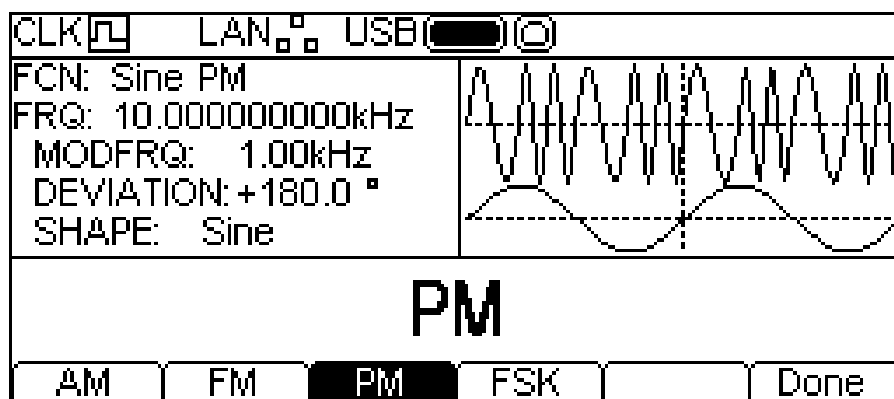 CLK LAN USB
FCN: Sine PM
FRQ: 10.000000000kHz
MODFRQ: 1.00kHz
DEVIATION:+180.0 °
SHAPE: Sine
PM
AM FM PM FSK Done